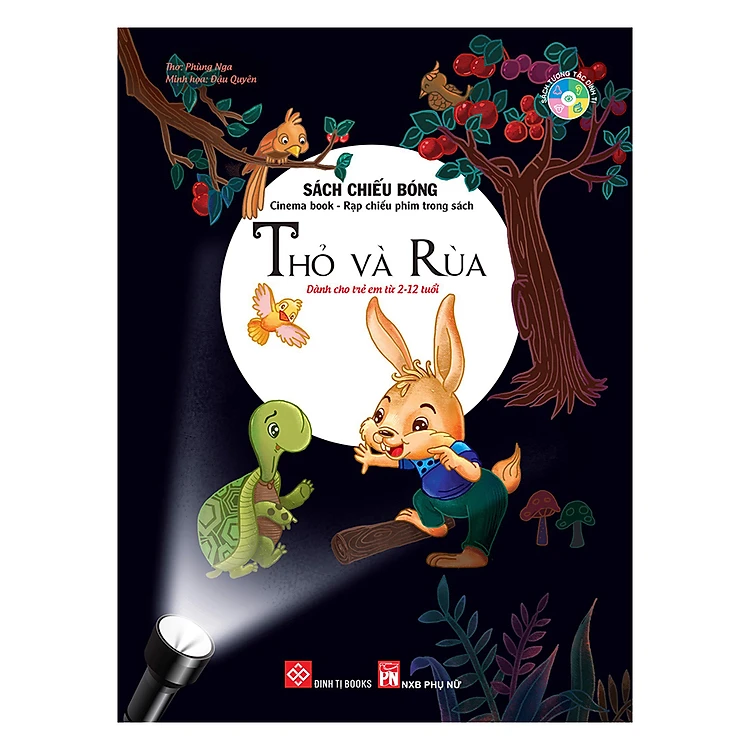 Thơ: Phùng Nga
Minh họa: Đậu Quyên
SÁCH TƯƠNG TÁC ĐINH TỊ
SÁCH CHIẾU BÓNG
Cinema book - Rạp chiếu phim trong sách
THỎ VÀ RÙA
Dành cho trẻ em từ 2-12 tuổi
ĐINH TỊ BOOKS
PN
NXB PHỤ NỮ